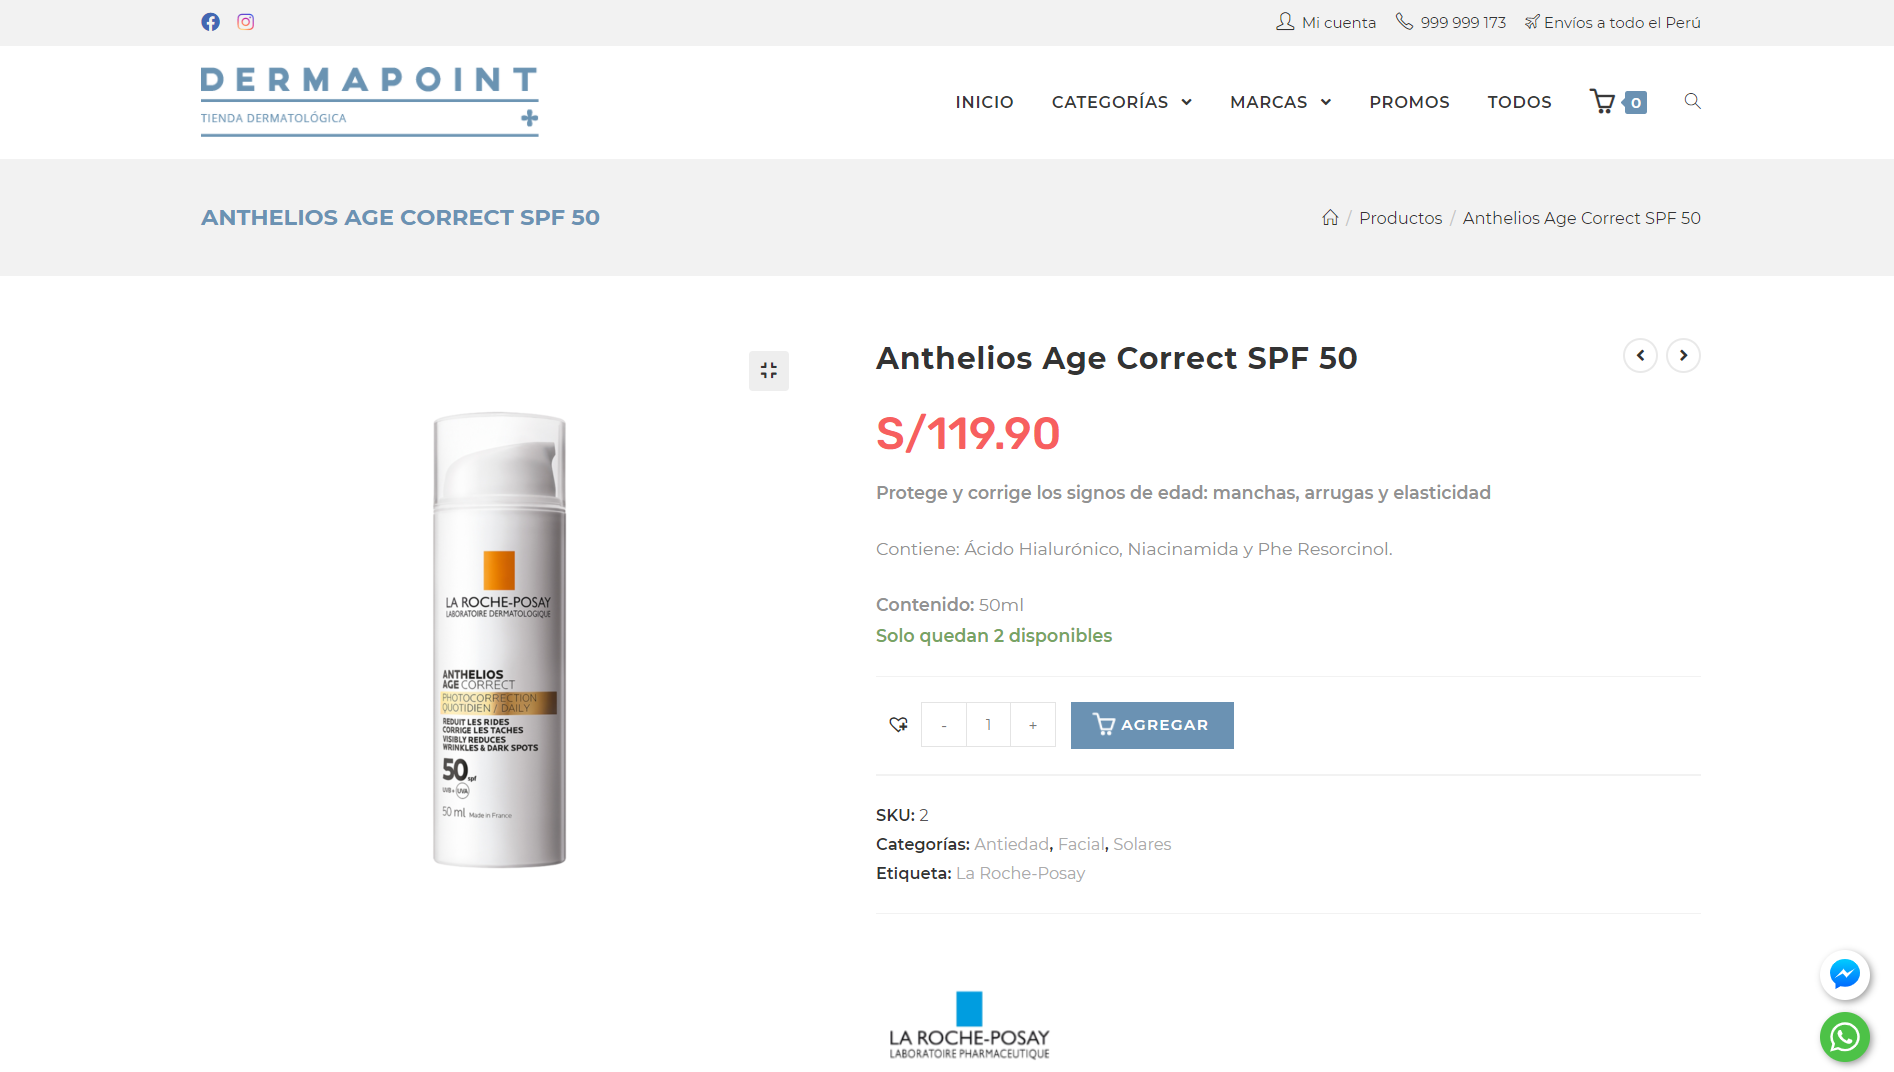 Mi cuenta 999 999 173 Envíos a todo el Perú
DERMAPOINT
TIENDA DERMATOLÓGICA
INICIO CATEGORÍAS MARCAS PROMOS TODOS 0
ANTHELIOS AGE CORRECT SPF 50
/ Productos / Anthelios Age Correct SPF 50
Anthelios Age Correct SPF 50
S/119.90
Protege y corrige los signos de edad: manchas, arrugas y elasticidad
Contiene: Ácido Hialurónico, Niacinamida y Phe Resorcinol.
Contenido: 50ml
Solo quedan 2 disponibles
- 1 +
AGREGAR
SKU: 2
Categorías: Antiedad, Facial, Solares
Etiqueta: La Roche-Posay
LA ROCHE-POSAY
LABORATOIRE DERMATOLOGIQUE
ANTHELIOS
AGE CORRECT
PHOTOCORRECTION
QUOTIDIEN / DAILY
REDUIT LES RIDES
CORRIGE LES TACHES
VISIBLY REDUCES
WRINKLES & DARK SPOTS
50 spf
UVB + UVA
50 ml Made in France
LA ROCHE-POSAY
LABORATOIRE PHARMACEUTIQUE